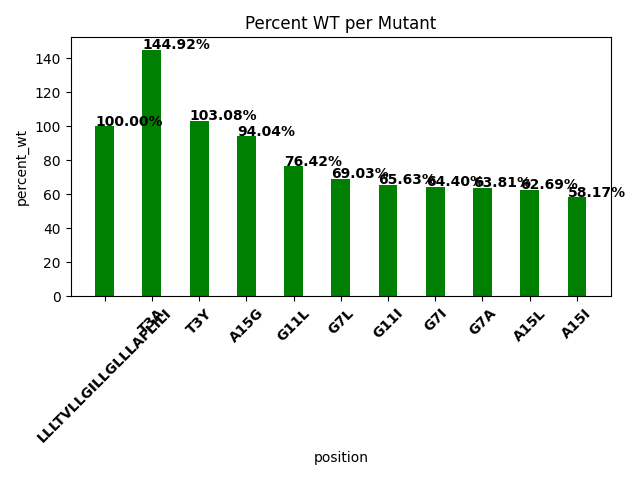 Percent WT per Mutant
percent_wt
140
120
100
80
60
40
20
0
100.00%
144.92%
103.08%
94.04%
76.42%
69.03%
65.63%
64.40%
63.81%
62.69%
58.17%
LLLTVLLGILLGLLLAFLILI
T3A
T3Y
A15G
G11L
G7L
G11I
G7I
G7A
A15L
A15I
position